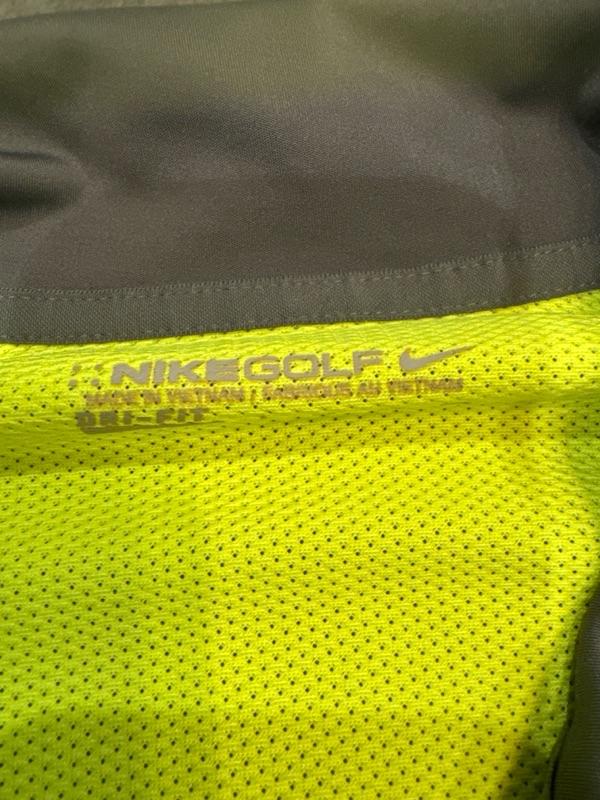 NIKEGOLF
MADE IN VIETNAM / FABRIQUÉ AU VIETNAM
DRI-FIT